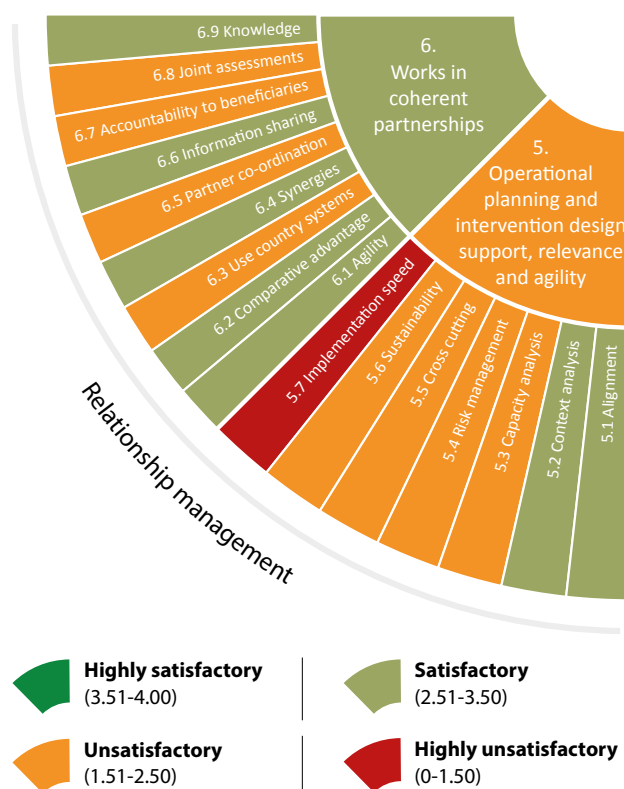 6.9 Knowledge
6.8 Joint assessments
6.7 Accountability to beneficiaries
6.6 Information sharing
6.5 Partner co-ordination
6.4 Synergies
6.3 Use country systems
6.2 Comparative advantage
6.1 Agility
6.
Works in
coherent
partnerships
5.
Operational
planning and
intervention design
support, relevance
and agility
5.7 Implementation speed
5.6 Sustainability
5.5 Cross cutting
5.4 Risk management
5.3 Capacity analysis
5.2 Context analysis
5.1 Alignment
Relationship management
Highly satisfactory
(3.51-4.00)
Satisfactory
(2.51-3.50)
Unsatisfactory
(1.51-2.50)
Highly unsatisfactory
(0-1.50)